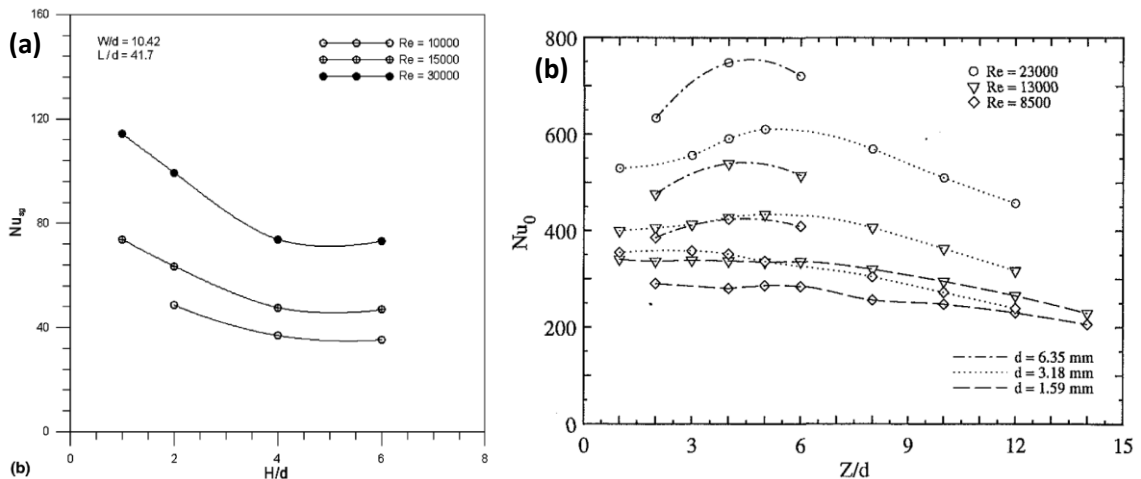 (a)
W/d = 10.42
L/d = 41.7
Re = 10000
Re = 15000
Re = 30000
160
120
80
40
0
Nu_sg
0 2 4 6 8
H/d
(b)
(b)
Re = 23000
Re = 13000
Re = 8500
800
600
400
200
0
Nu₀
d = 6.35 mm
d = 3.18 mm
d = 1.59 mm
0 3 6 9 12 15
Z/d